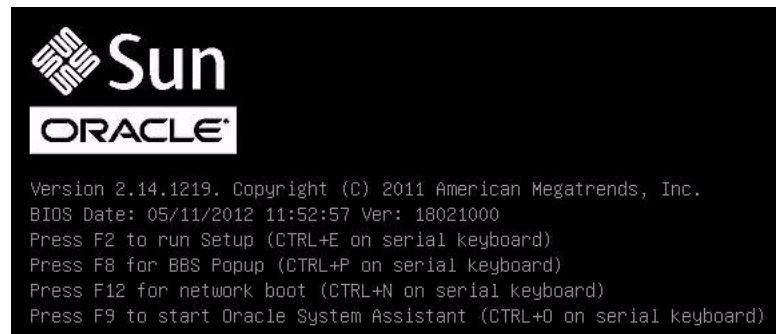 Sun
ORACLE
Version 2.14.1219. Copyright (C) 2011 American Megatrends, Inc.
BIOS Date: 05/11/2012 11:52:57 Ver: 18021000
Press F2 to run Setup (CTRL+E on serial keyboard)
Press F8 for BBS Popup (CTRL+P on serial keyboard)
Press F12 for network boot (CTRL+N on serial keyboard)
Press F9 to start Oracle System Assistant (CTRL+O on serial keyboard)